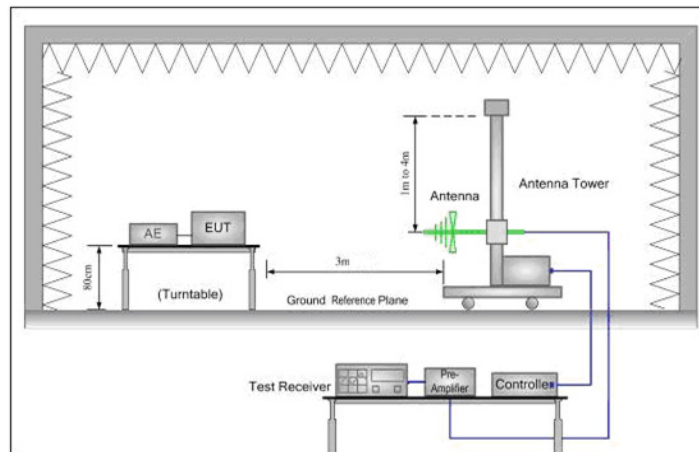 1m to 4m
Antenna
Antenna Tower
AE
EUT
80cm
(Turntable)
3m
Ground Reference Plane
Test Receiver
Pre-
Amplifier
Controlle